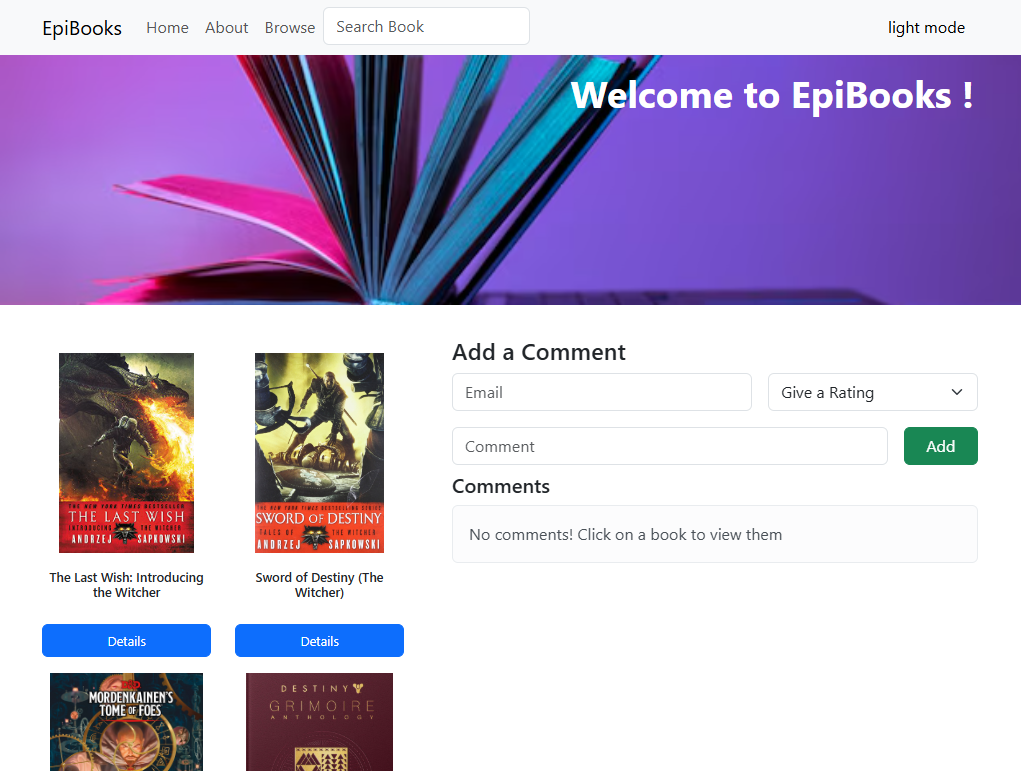 EpiBooks
Home
About
Browse
Search Book
light mode
Welcome to EpiBooks !
THE NEW YORK TIMES BESTSELLER
THE LAST WISH
INTRODUCING THE WITCHER
ANDRZEJ SAPKOWSKI
The Last Wish: Introducing
the Witcher
Details
THE NEW YORK TIMES BESTSELLING SERIES
SWORD OF DESTINY
TALES OF THE WITCHER
ANDRZEJ SAPKOWSKI
Sword of Destiny (The
Witcher)
Details
MORDENKAINEN'S
TOME OF FOES
DESTINY
GRIMOIRE
ANTHOLOGY
Add a Comment
Email
Give a Rating
Comment
Add
Comments
No comments! Click on a book to view them